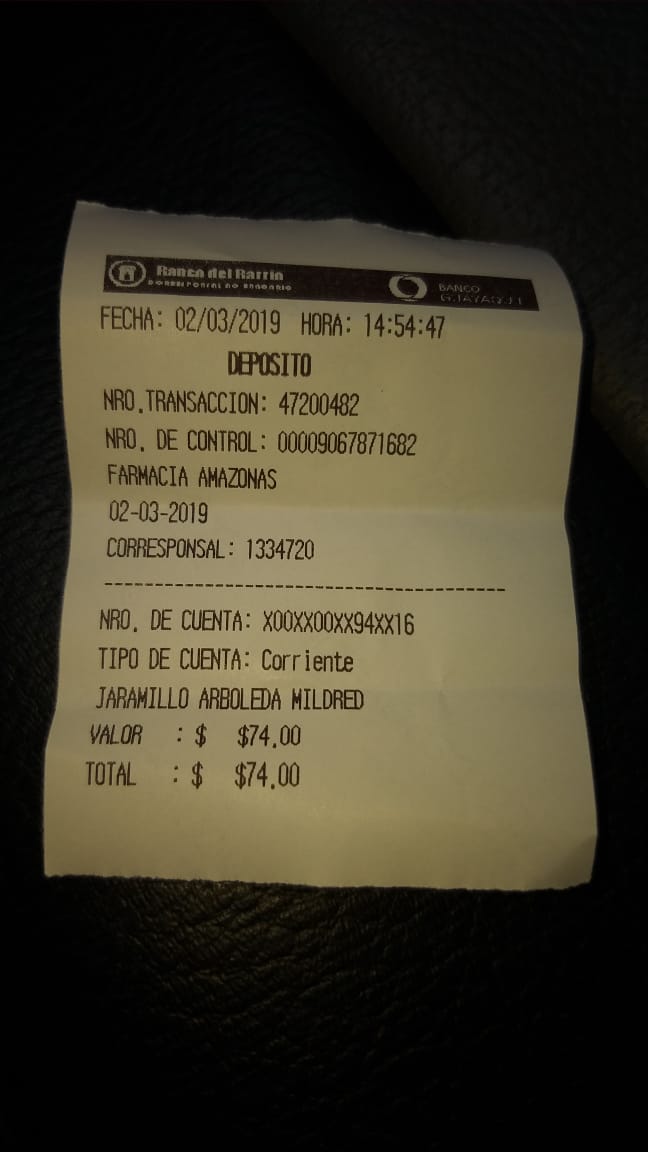 Banco del Barrio
CORRESPONSAL NO BANCARIO
BANCO
GUAYAQUIL
FECHA: 02/03/2019 HORA: 14:54:47
DEPOSITO
NRO.TRANSACCION: 47200482
NRO. DE CONTROL: 00009067871682
FARMACIA AMAZONAS
02-03-2019
CORRESPONSAL: 1334720
----------------------------------------
NRO. DE CUENTA: X00XX00XX94XX16
TIPO DE CUENTA: Corriente
JARAMILLO ARBOLEDA MILDRED
VALOR : $ $74.00
TOTAL : $ $74.00